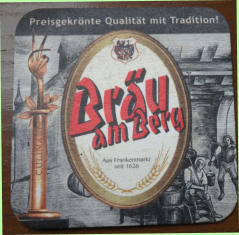 Preisgekrönte Qualität mit Tradition!
Bräu
am Berg
Aus Frankenmarkt
seit 1626